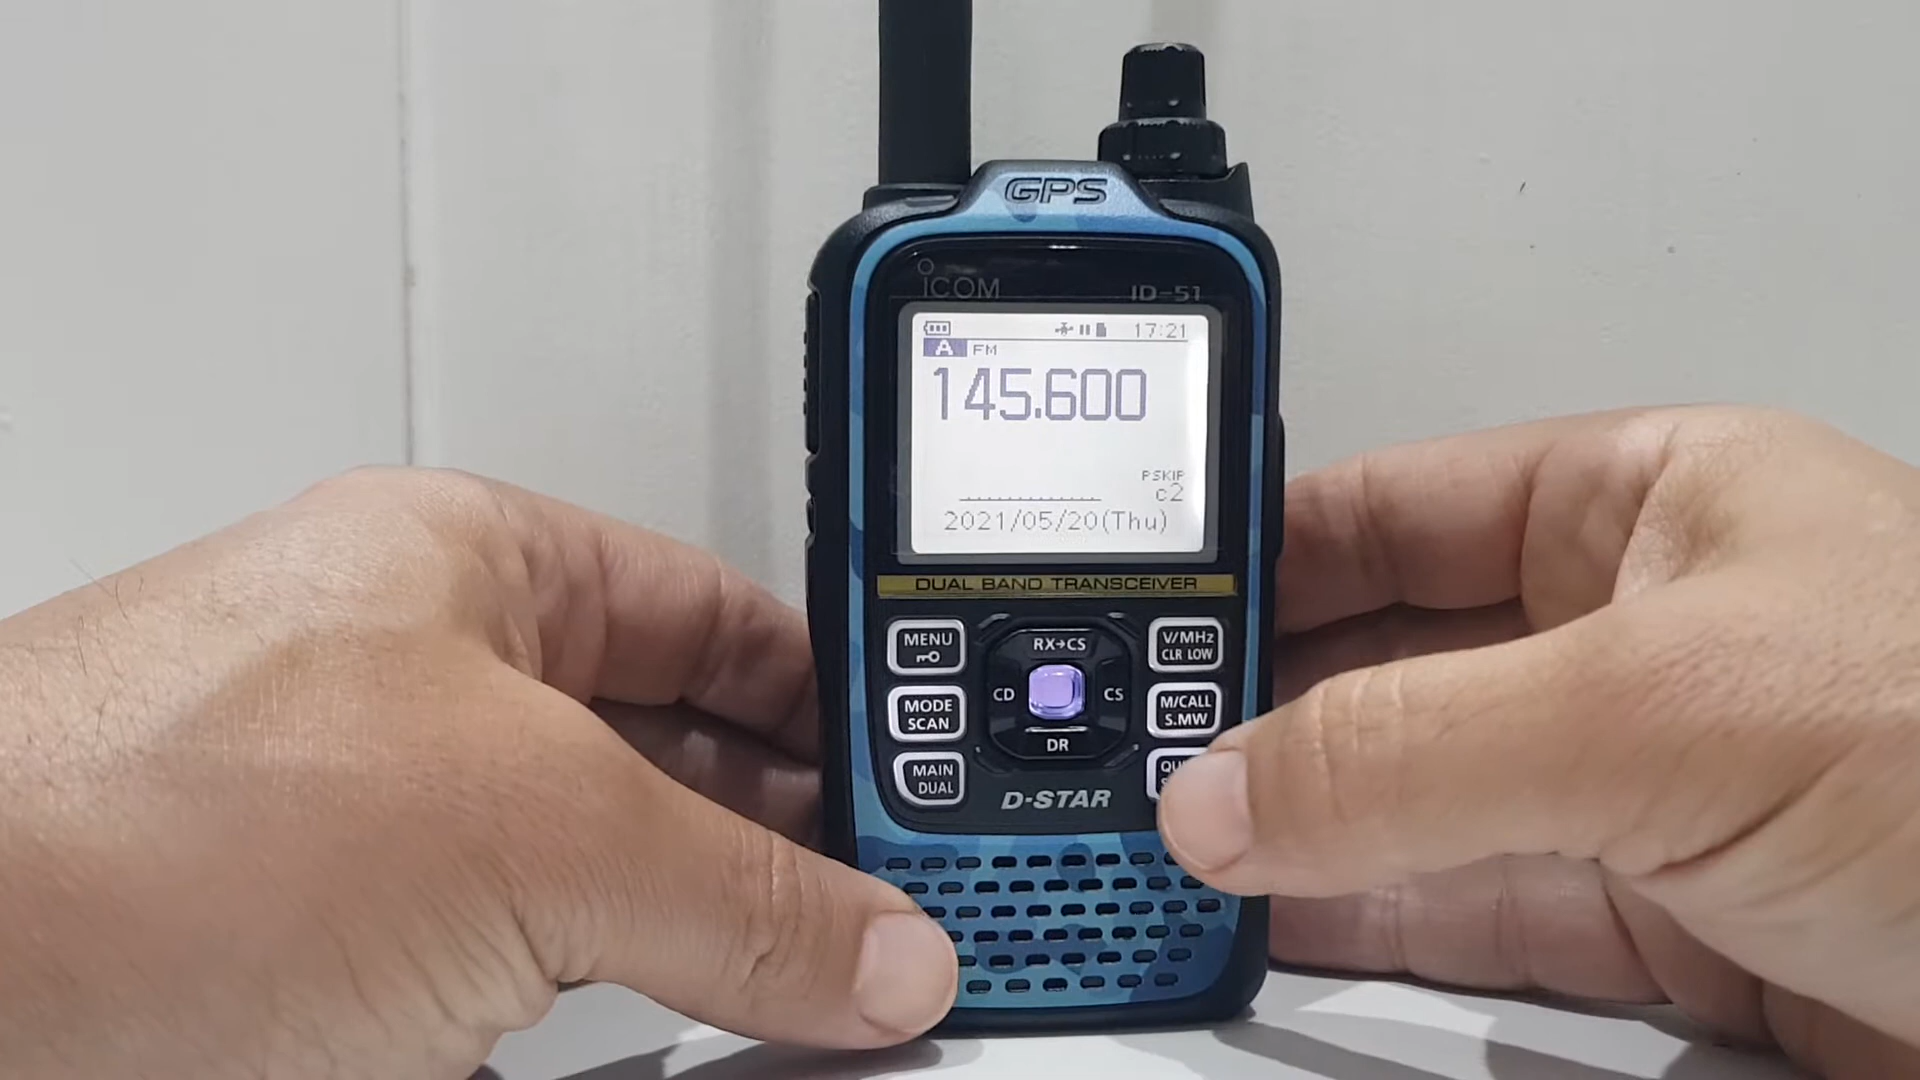 GPS
ICOM
ID-51
17:21
A FM
145.600
PSKIP
c2
2021/05/20(Thu)
DUAL BAND TRANSCEIVER
MENU
RX→CS
V/MHz
CLR LOW
MODE
SCAN
CD
CS
M/CALL
S.MW
MAIN
DUAL
DR
D-STAR